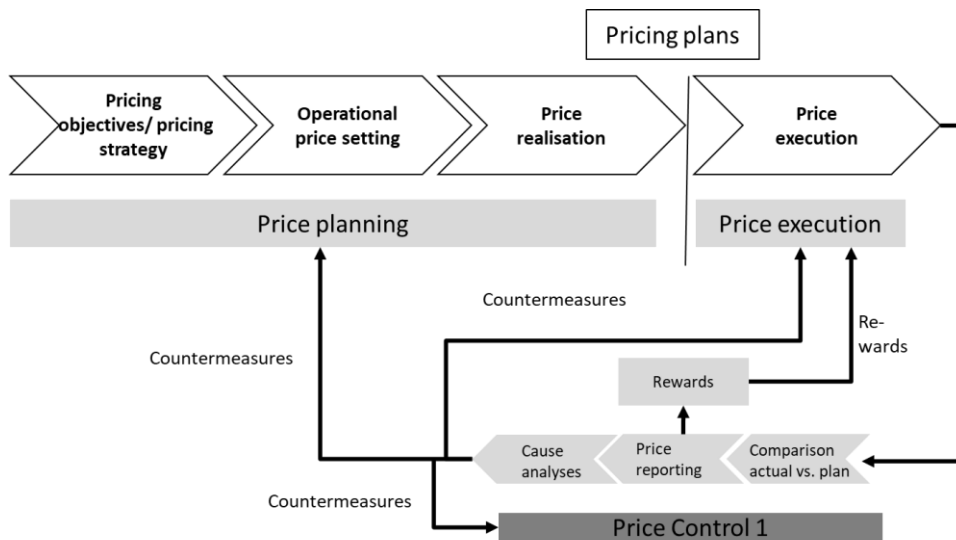 Pricing plans
Pricing
objectives/ pricing
strategy
Operational
price setting
Price
realisation
Price
execution
Price planning
Price execution
Countermeasures
Re-
wards
Countermeasures
Rewards
Cause
analyses
Price
reporting
Comparison
actual vs. plan
Countermeasures
Price Control 1